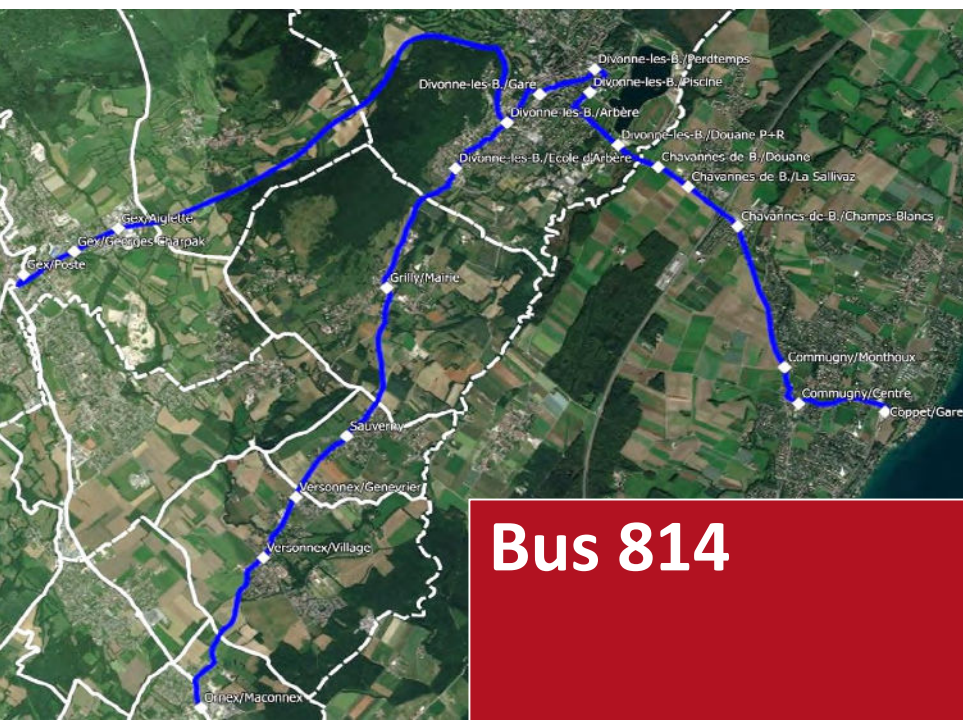 Divonne-les-B./Perdtemps
Divonne-les-B./Gare
Divonne-les-B./Piscine
Divonne-les-B./Arbère
Divonne-les-B./Douane P+R
Divonne-les-B./Ecole d'Arbère
Chavannes-de-B./Douane
Chavannes-de-B./La Sallivaz
Chavannes-de-B./Champs-Blancs
Gex/Aiglette
Gex/Georges Charpak
Gex/Poste
Grilly/Mairie
Commugny/Monthoux
Commugny/Centre
Coppet/Gare
Sauverny
Versonnex/Genevrier
Versonnex/Village
Ornex/Maconnex
Bus 814